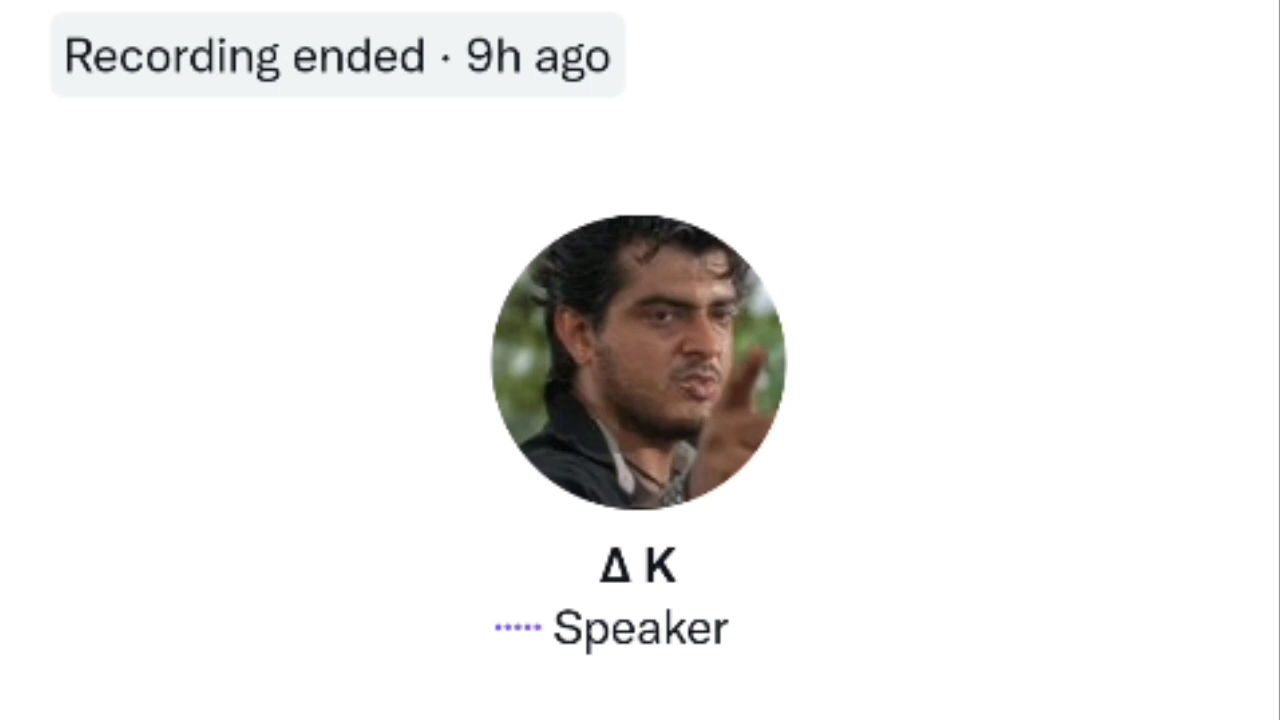 Recording ended · 9h ago
Δ K
Speaker